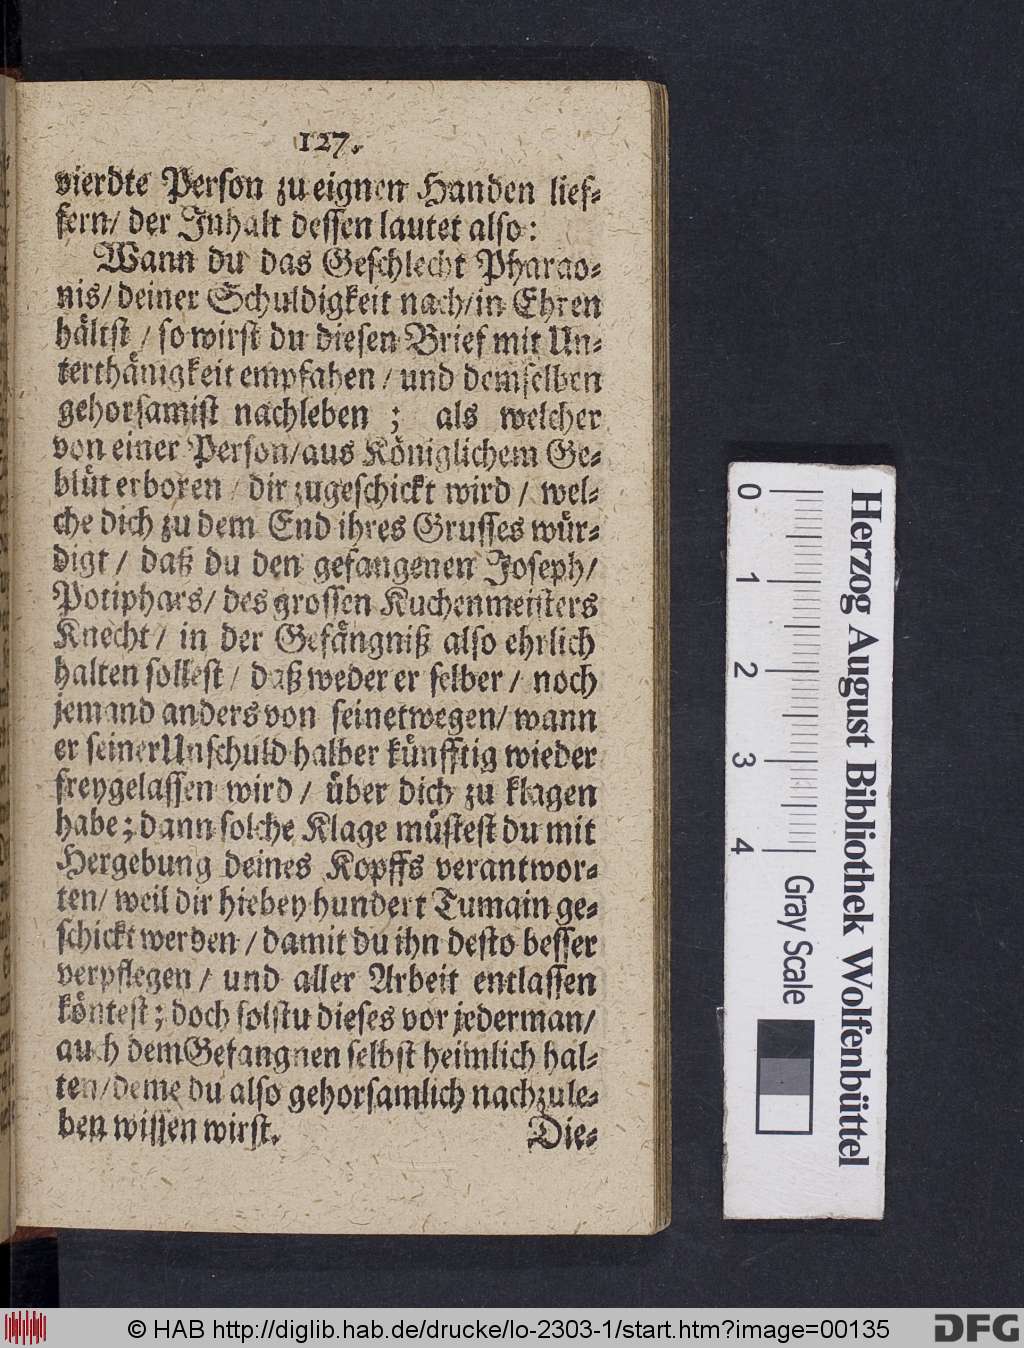 127.
vierdte Person zu eignen Handen lief-
fern/ der Inhalt dessen lautet also:
Wann du das Geschlecht Pharao-
nis/ deiner Schuldigkeit nach/ in Ehren
hältst / so wirst du diesen Brief mit Un-
terthänigkeit empfahen / und demselben
gehorsamist nachleben ; als welcher
von einer Person/ aus Königlichem Ge-
blüt erboren / dir zugeschickt wird / wel-
che dich zu dem End ihres Grusses wür-
digt / daß du den gefangenen Joseph/
Potiphars/ des grossen Kuchenmeisters
Knecht/ in der Gefängniß also ehrlich
halten sollest / daß weder er selber / noch
jemand anders von seinetwegen/ wann
er seiner Unschuld halber künfftig wieder
freygelassen wird / über dich zu klagen
habe ; dann solche Klage müstest du mit
Hergebung deines Kopffs verantwor-
ten/ weil dir hiebey hundert Tumain ge-
schickt werden / damit du ihn desto besser
verpflegen / und aller Arbeit entlassen
köntest ; doch solstu dieses vor jederman/
auch dem Gefangnen selbst heimlich hal-
ten/ deme du also gehorsamlich nachzule-
ben wissen wirst.
Die-
0 1 2 3 4 Gray Scale
Herzog August Bibliothek Wolfenbüttel
© HAB http://diglib.hab.de/drucke/lo-2303-1/start.htm?image=00135
DFG